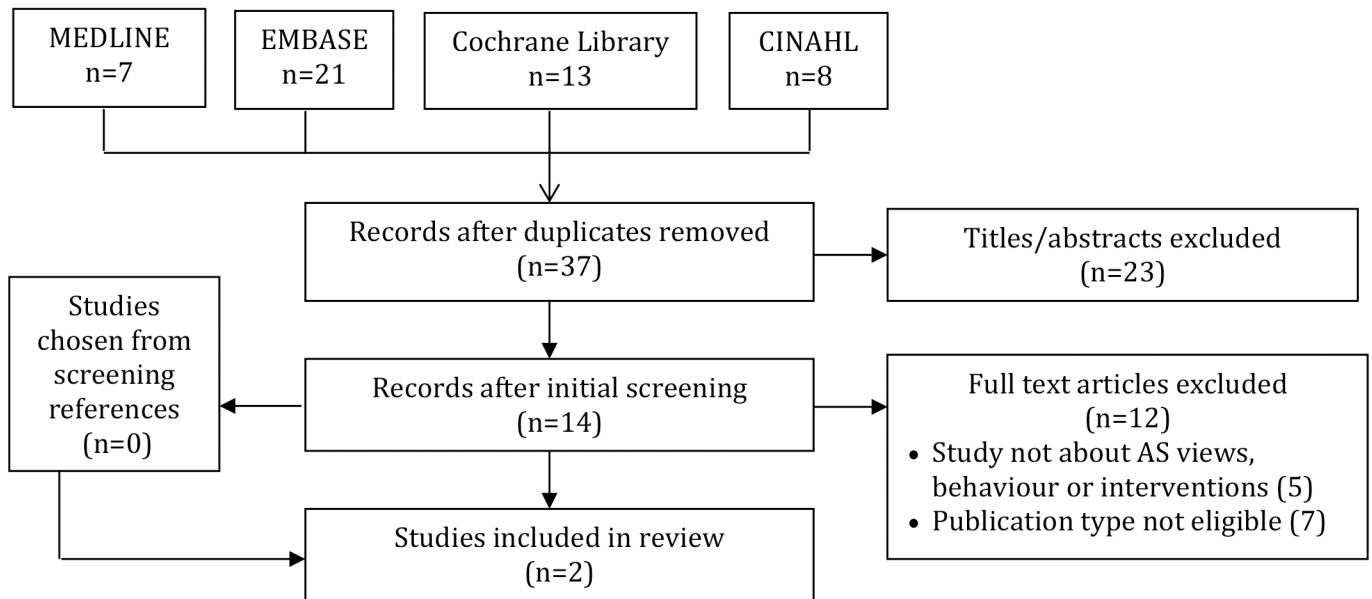 MEDLINE
n=7
EMBASE
n=21
Cochrane Library
n=13
CINAHL
n=8
Records after duplicates removed
(n=37)
Titles/abstracts excluded
(n=23)
Studies
chosen from
screening
references
(n=0)
Records after initial screening
(n=14)
Full text articles excluded
(n=12)
• Study not about AS views,
behaviour or interventions (5)
• Publication type not eligible (7)
Studies included in review
(n=2)